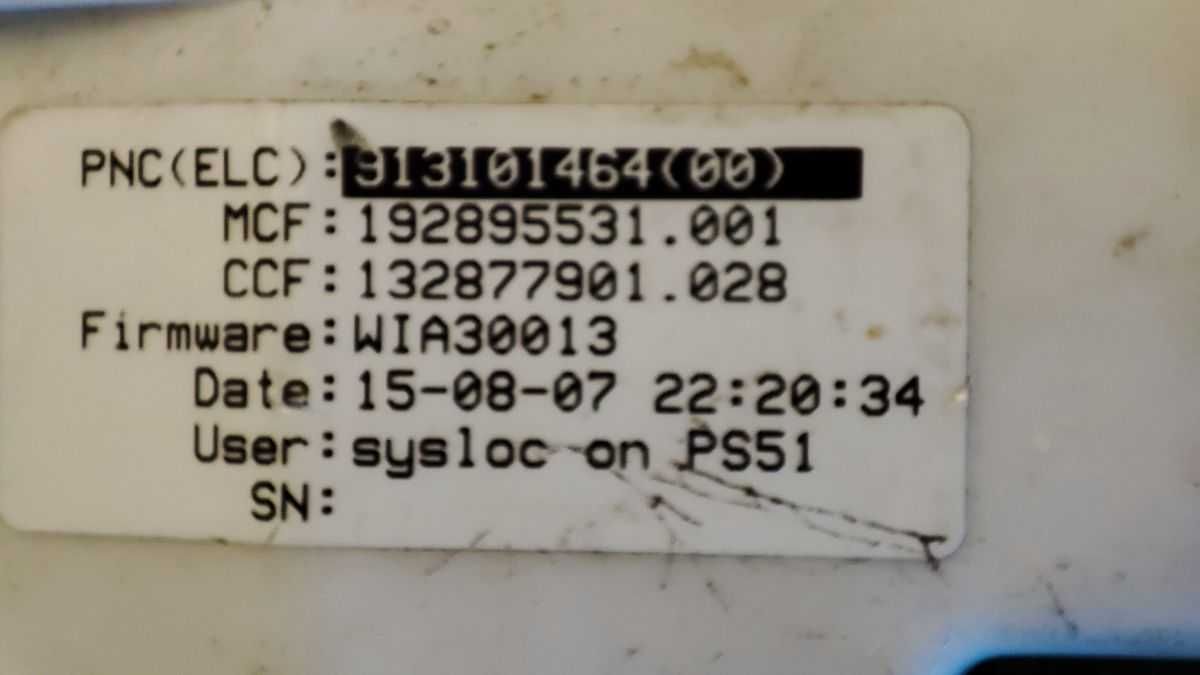 PNC(ELC):913101464(00)
MCF:192895531.001
CCF:132877901.028
Firmware:WIA30013
Date:15-08-07 22:20:34
User:sysloc on PS51
SN: